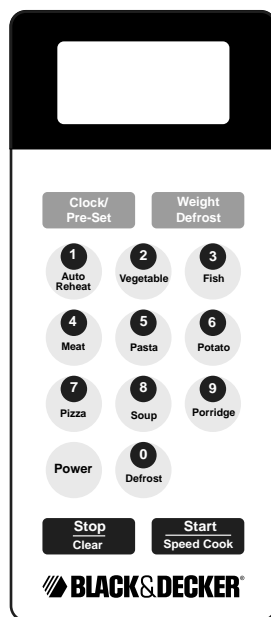 Clock/ Weight
Pre-Set Defrost
1 2 3
Auto Vegetable Fish
Reheat
4 5 6
Meat Pasta Potato
7 8 9
Pizza Soup Porridge
Power 0
Defrost
Stop Start
Clear Speed Cook
BLACK&DECKER®